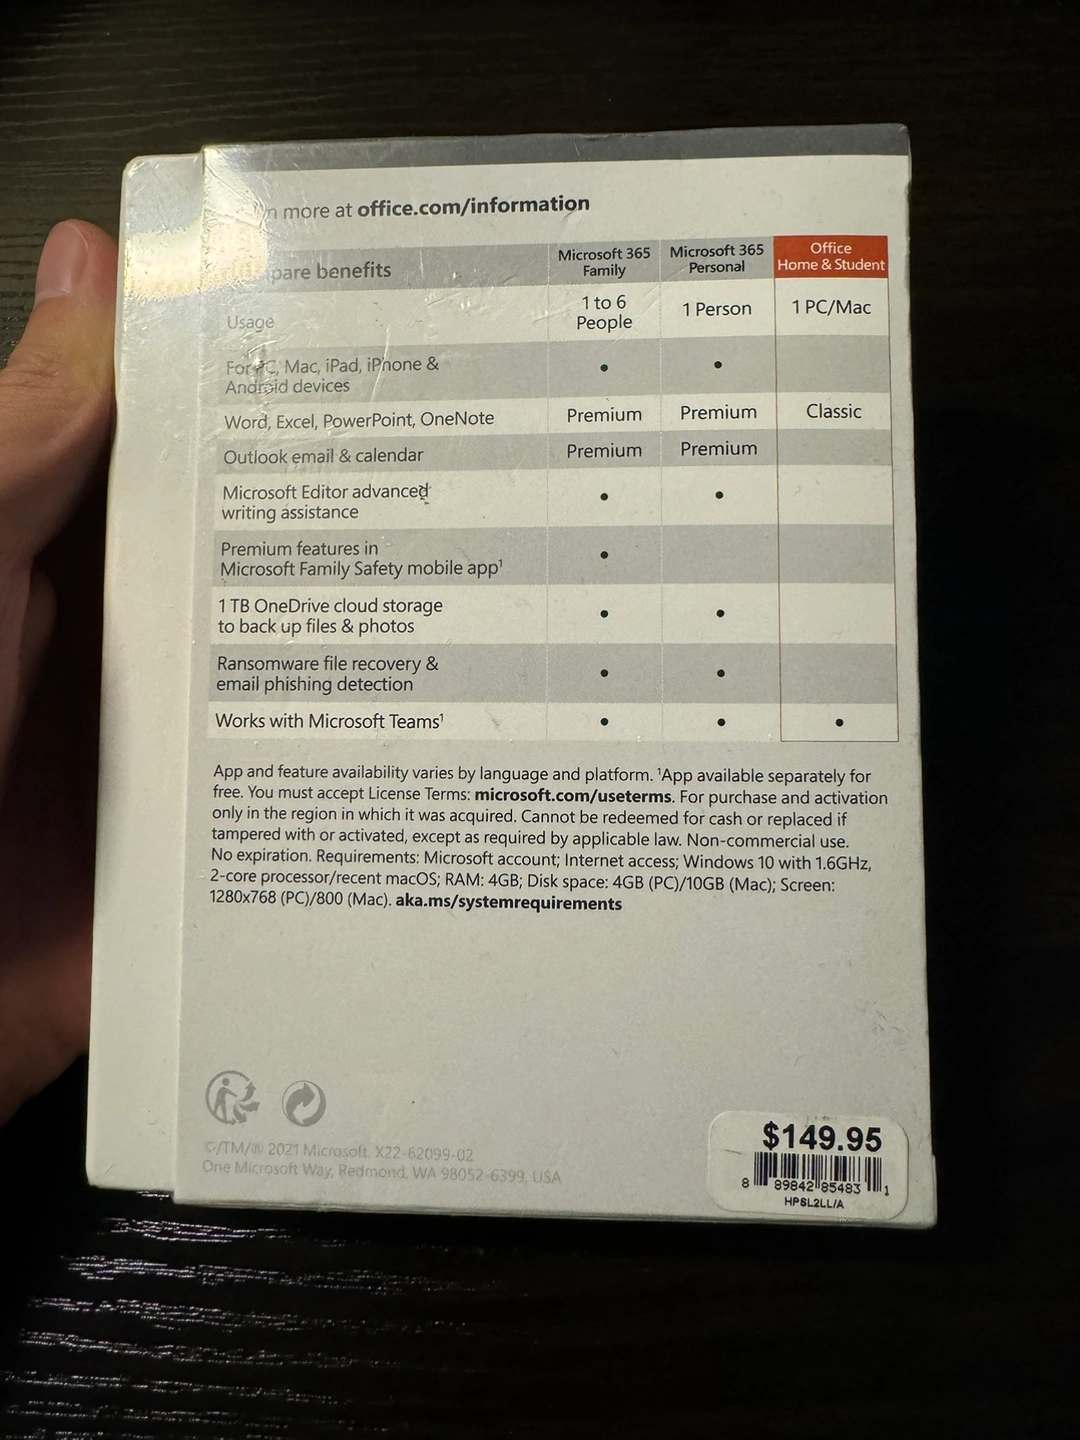 more at office.com/information
Microsoft 365 Family
Microsoft 365 Personal
Office Home & Student
benefits
Usage
1 to 6 People
1 Person
1 PC/Mac
For PC, Mac, iPad, iPhone &
Android devices
•
•
Word, Excel, PowerPoint, OneNote
Premium
Premium
Classic
Outlook email & calendar
Premium
Premium
Microsoft Editor advanced
writing assistance
•
•
Premium features in
Microsoft Family Safety mobile app¹
•
1 TB OneDrive cloud storage
to back up files & photos
•
•
Ransomware file recovery &
email phishing detection
•
•
Works with Microsoft Teams¹
•
•
•
App and feature availability varies by language and platform. ¹App available separately for
free. You must accept License Terms: microsoft.com/useterms. For purchase and activation
only in the region in which it was acquired. Cannot be redeemed for cash or replaced if
tampered with or activated, except as required by applicable law. Non-commercial use.
No expiration. Requirements: Microsoft account; Internet access; Windows 10 with 1.6GHz,
2-core processor/recent macOS; RAM: 4GB; Disk space: 4GB (PC)/10GB (Mac); Screen:
1280x768 (PC)/800 (Mac). aka.ms/systemrequirements
©/TM/® 2021 Microsoft. X22-62099-02
One Microsoft Way, Redmond, WA 98052-6399, USA
$149.95
8 89842 85483 1
HPSL2LL/A